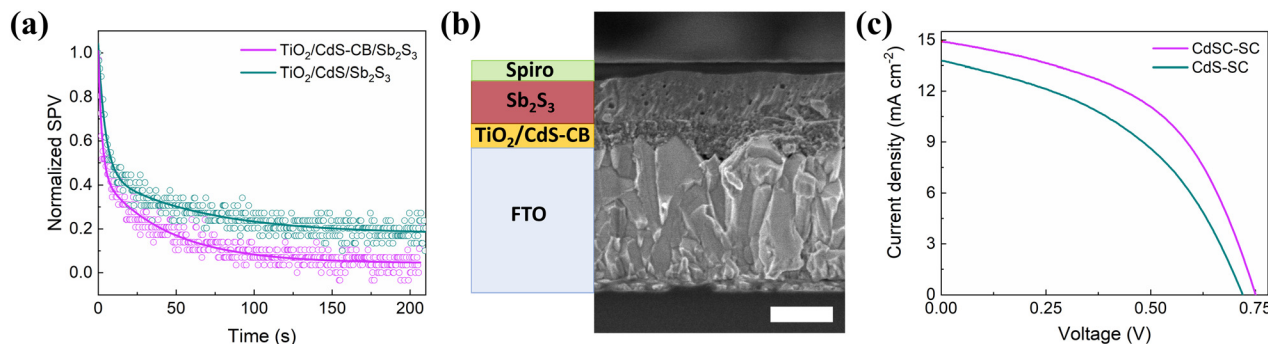 (a)
Normalized SPV
1.0
0.8
0.6
0.4
0.2
0.0
0
50
100
150
200
Time (s)
TiO₂/CdS-CB/Sb₂S₃
TiO₂/CdS/Sb₂S₃
(b)
Spiro
Sb₂S₃
TiO₂/CdS-CB
FTO
(c)
Current density (mA cm⁻²)
15
12
9
6
3
0
0.00
0.25
0.50
0.75
Voltage (V)
CdSC-SC
CdS-SC